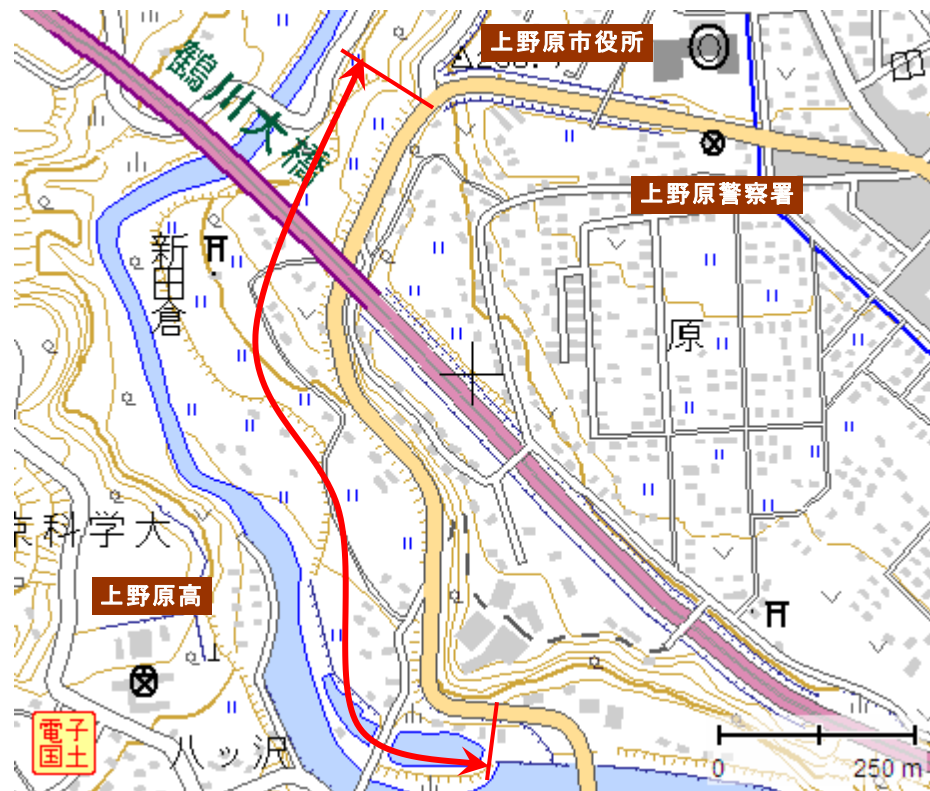 上野原市役所
鶴川大橋
上野原警察署
新田倉
原
京科学大
上野原高
八ッ沢
電子
国土
0
250 m